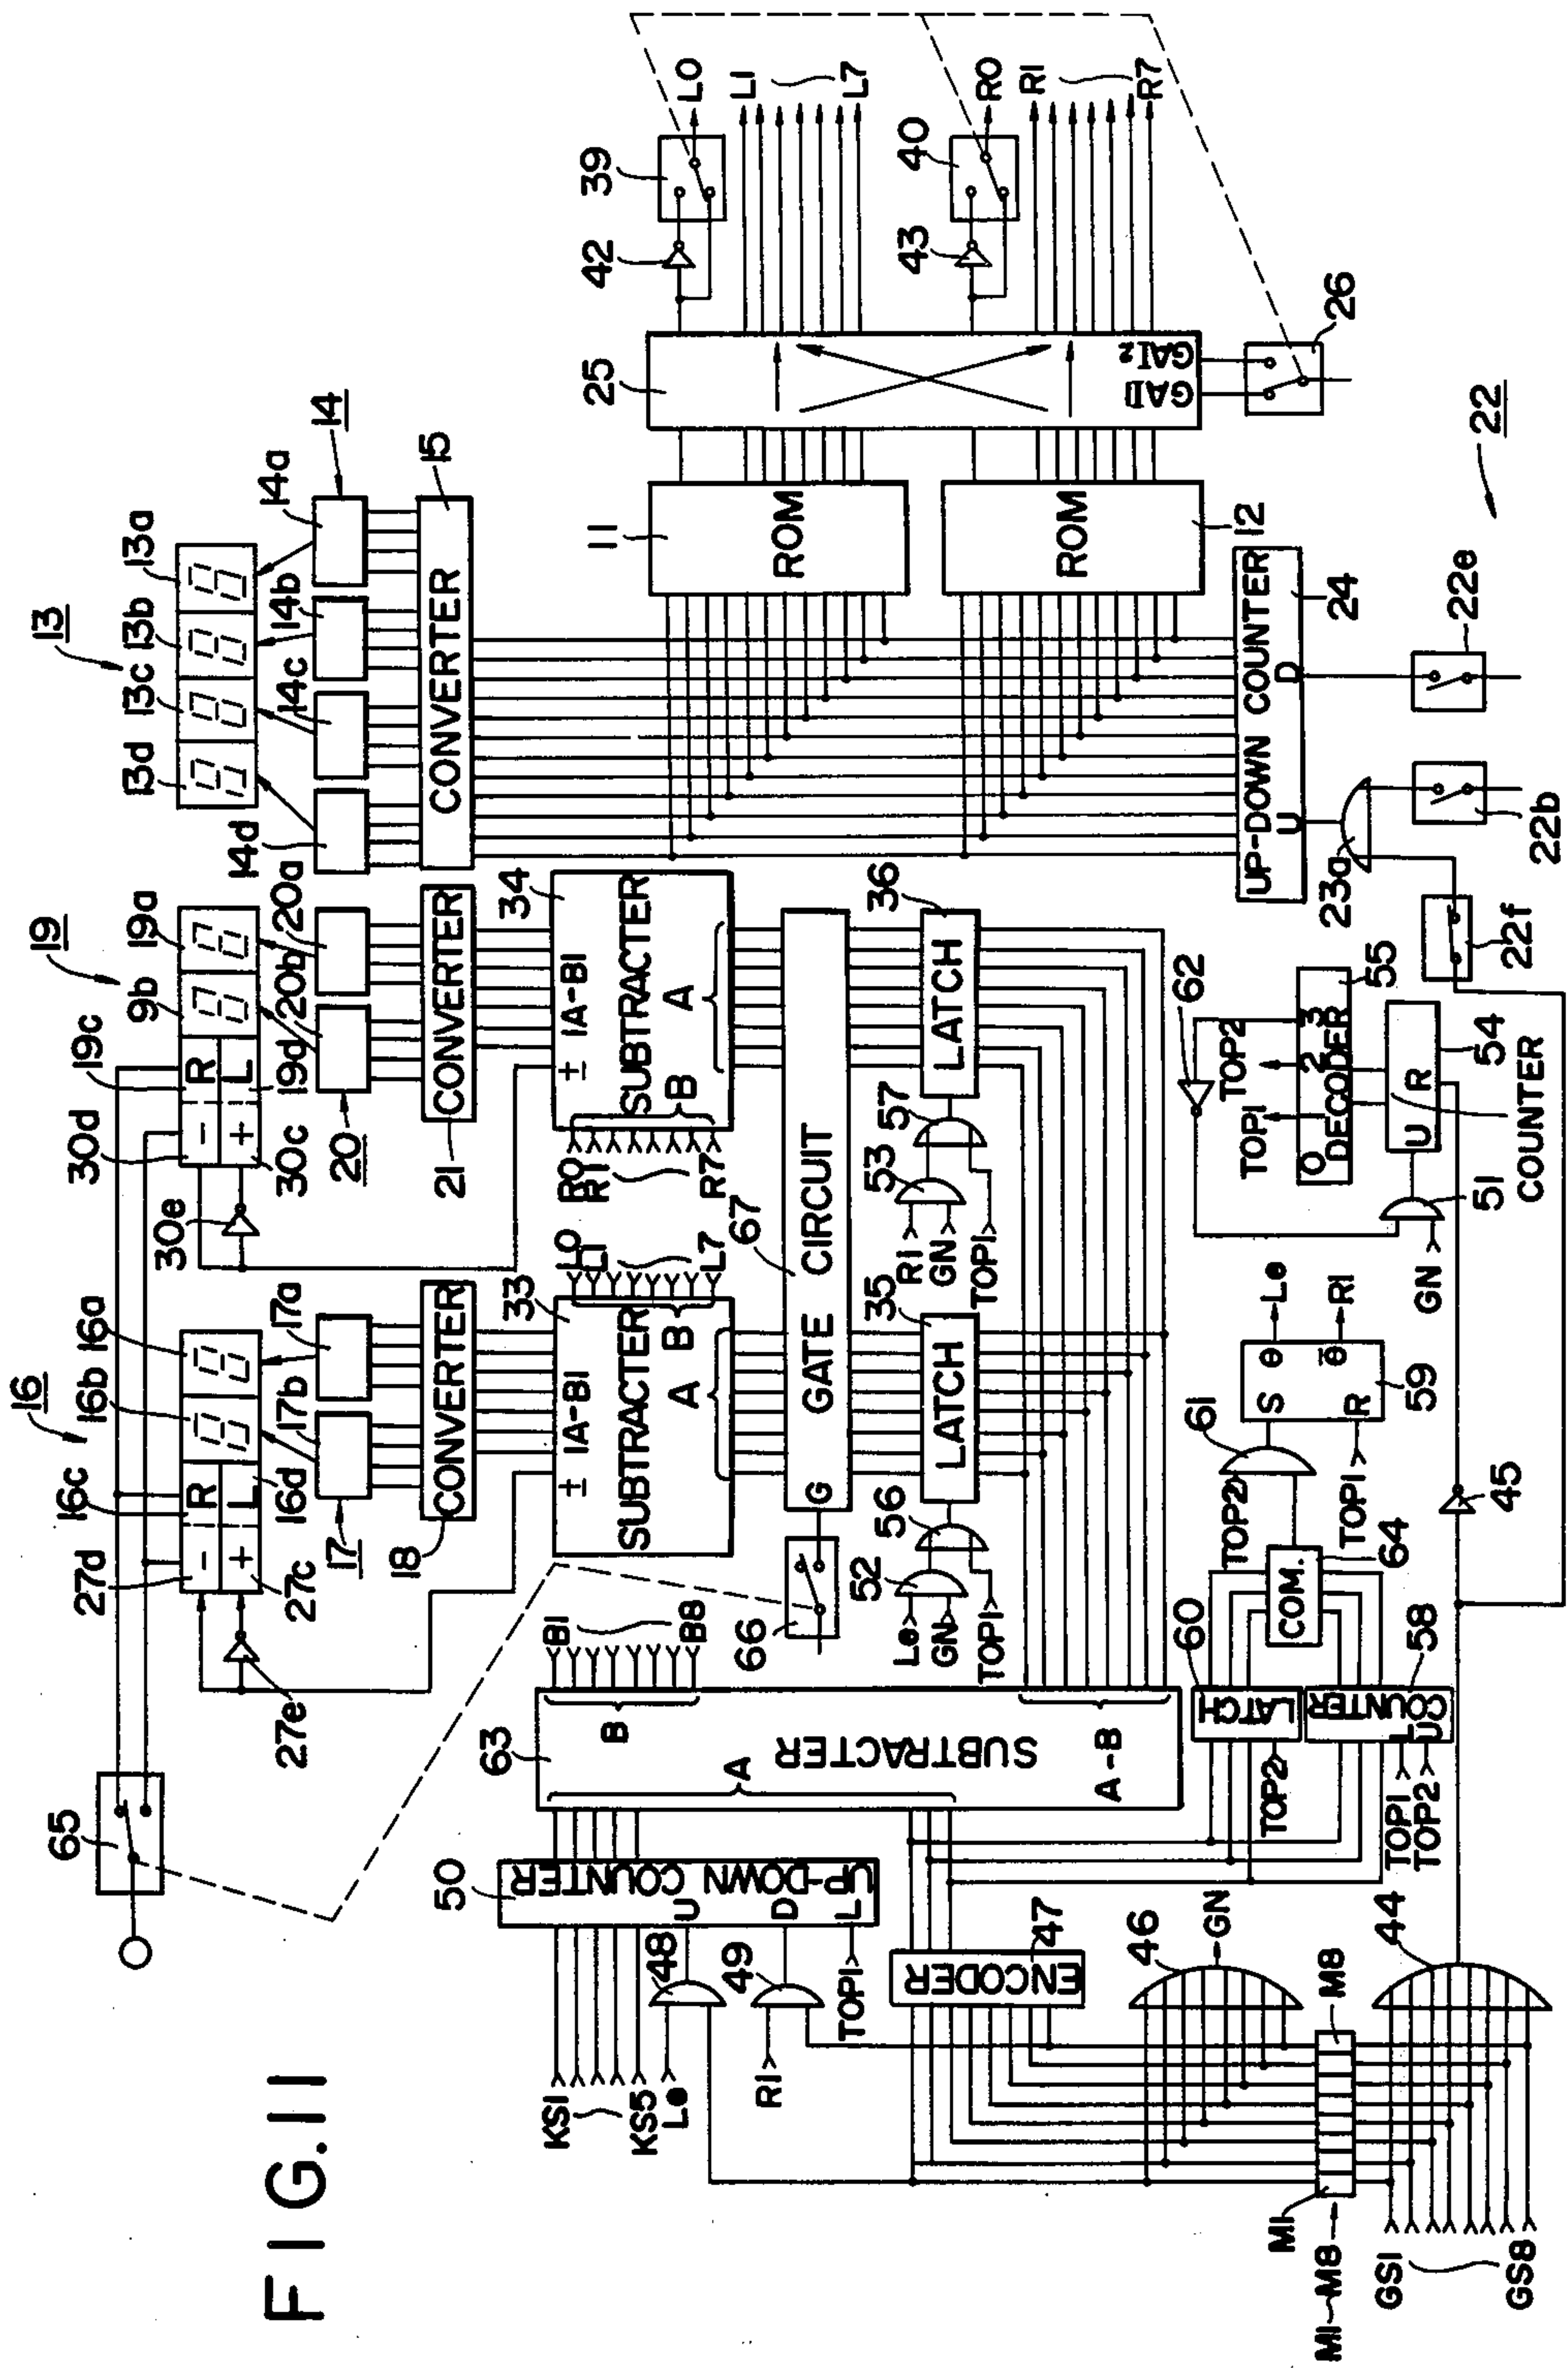 FIG.11
65
16
16c 16b 16a
27d
- R
+ L
27c
16d
27e
17b 17a
17
18
CONVERTER
19
19c 9b 19a
30d
- R
+ L
30c
19d
30e
20b 20a
20
21
CONVERTER
13
13d 13c 13b 13a
14
14d 14c 14b 14a
15
CONVERTER
33
± IA-BI
SUBTRACTER
A
B
L0
L1
L7
34
± IA-BI
SUBTRACTER
A
B
R0
R1
R7
67
G GATE CIRCUIT
66
35
LATCH
36
LATCH
52
56
Le
GN
TOP1
53
57
R1
GN
TOP1
63
SUBTRACTER
A
B
A-B
B1
B8
50
UP-DOWN COUNTER
U
D
L
KS1
KS5
Le
48
49
R1
TOP1
47
ENCODER
46
GN
M8
M1
M1~M8
44
GS1
GS8
60
LATCH
TOP2
58
COUNTER
L
U
TOP1
TOP2
64
COM.
TOP2
61
TOP1
S θ
R θ̅
59
Le
R1
45
GN
51
54
U R
COUNTER
55
0 2 3
DECODER
TOP1
TOP2
62
22f
22b
22e
22
23a
24
UP-DOWN COUNTER
U
D
11
ROM
12
ROM
25
GAI1 GAI2
26
42
39
L0
L1
L7
43
40
R0
R1
R7